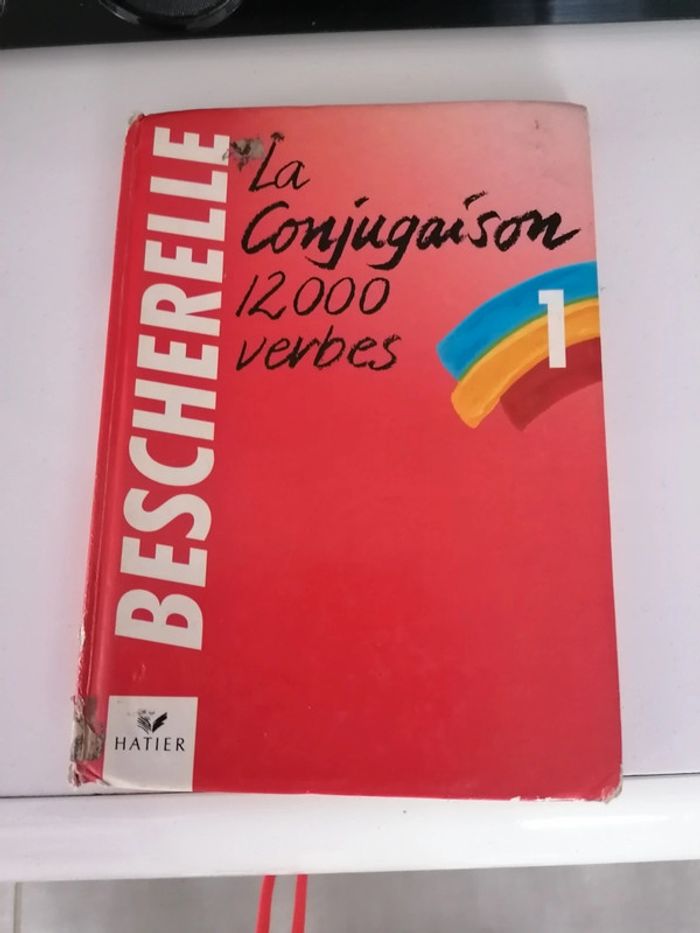 BESCHERELLE
La
Conjugaison
12000
verbes
1
HATIER